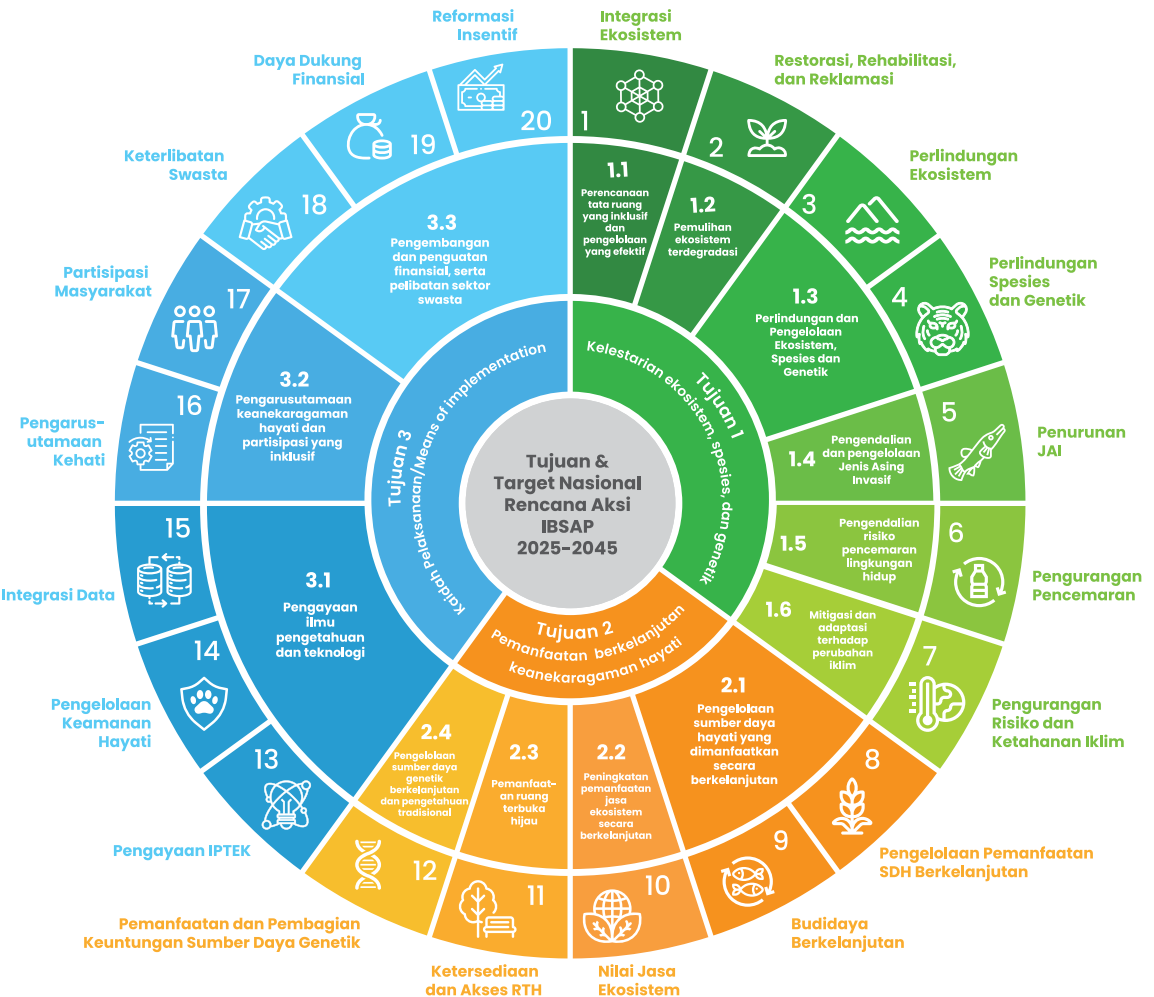 Tujuan &
Target Nasional
Rencana Aksi
IBSAP
2025-2045
Tujuan 1
Kelestarian ekosistem, spesies, dan genetik
1.1
Perencanaan
tata ruang
yang inklusif
dan
pengelolaan
yang efektif
1
Integrasi
Ekosistem
1.2
Pemulihan
ekosistem
terdegradasi
2
Restorasi, Rehabilitasi,
dan Reklamasi
1.3
Perlindungan dan
Pengelolaan
Ekosistem,
Spesies dan
Genetik
3
Perlindungan
Ekosistem
4
Perlindungan
Spesies
dan Genetik
1.4
Pengendalian
dan pengelolaan
Jenis Asing
Invasif
5
Penurunan
JAI
1.5
Pengendalian
risiko
pencemaran
lingkungan
hidup
6
Pengurangan
Pencemaran
1.6
Mitigasi dan
adaptasi
terhadap
perubahan
iklim
7
Pengurangan
Risiko dan
Ketahanan Iklim
Tujuan 2
Pemanfaatan berkelanjutan
keanekaragaman hayati
2.1
Pengelolaan
sumber daya
hayati yang
dimanfaatkan
secara
berkelanjutan
8
Pengelolaan Pemanfaatan
SDH Berkelanjutan
9
Budidaya
Berkelanjutan
2.2
Peningkatan
pemanfaatan
jasa
ekosistem
secara
berkelanjutan
10
Nilai Jasa
Ekosistem
2.3
Pemanfaat-
an ruang
terbuka
hijau
11
Ketersediaan
dan Akses RTH
2.4
Pengeloloaan
sumber daya
genetik
berkelanjutan
dan pengetahuan
tradisional
12
Pemanfaatan dan Pembagian
Keuntungan Sumber Daya Genetik
Tujuan 3
Kaidah Pelaksanaan/Means of implementation
3.1
Pengayaan
ilmu
pengetahuan
dan teknologi
13
Pengayaan IPTEK
14
Pengelolaan
Keamanan
Hayati
15
Integrasi Data
3.2
Pengarusutamaan
keanekaragaman
hayati dan
partisipasi yang
inklusif
16
Pengarus-
utamaan
Kehati
17
Partisipasi
Masyarakat
3.3
Pengembangan
dan penguatan
finansial, serta
pelibatan sektor
swasta
18
Keterlibatan
Swasta
19
Daya Dukung
Finansial
20
Reformasi
Insentif